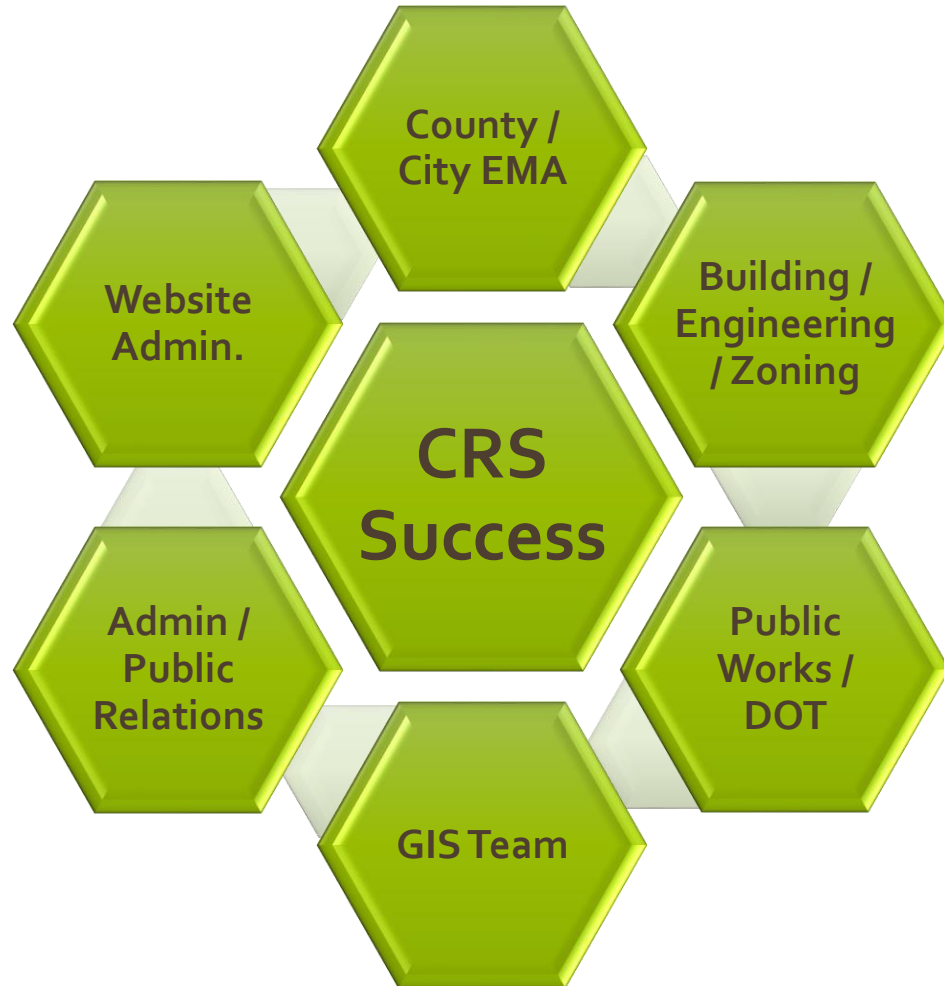 County /
City EMA
Building /
Engineering
/ Zoning
Website
Admin.
CRS
Success
Public
Works /
DOT
Admin /
Public
Relations
GIS Team